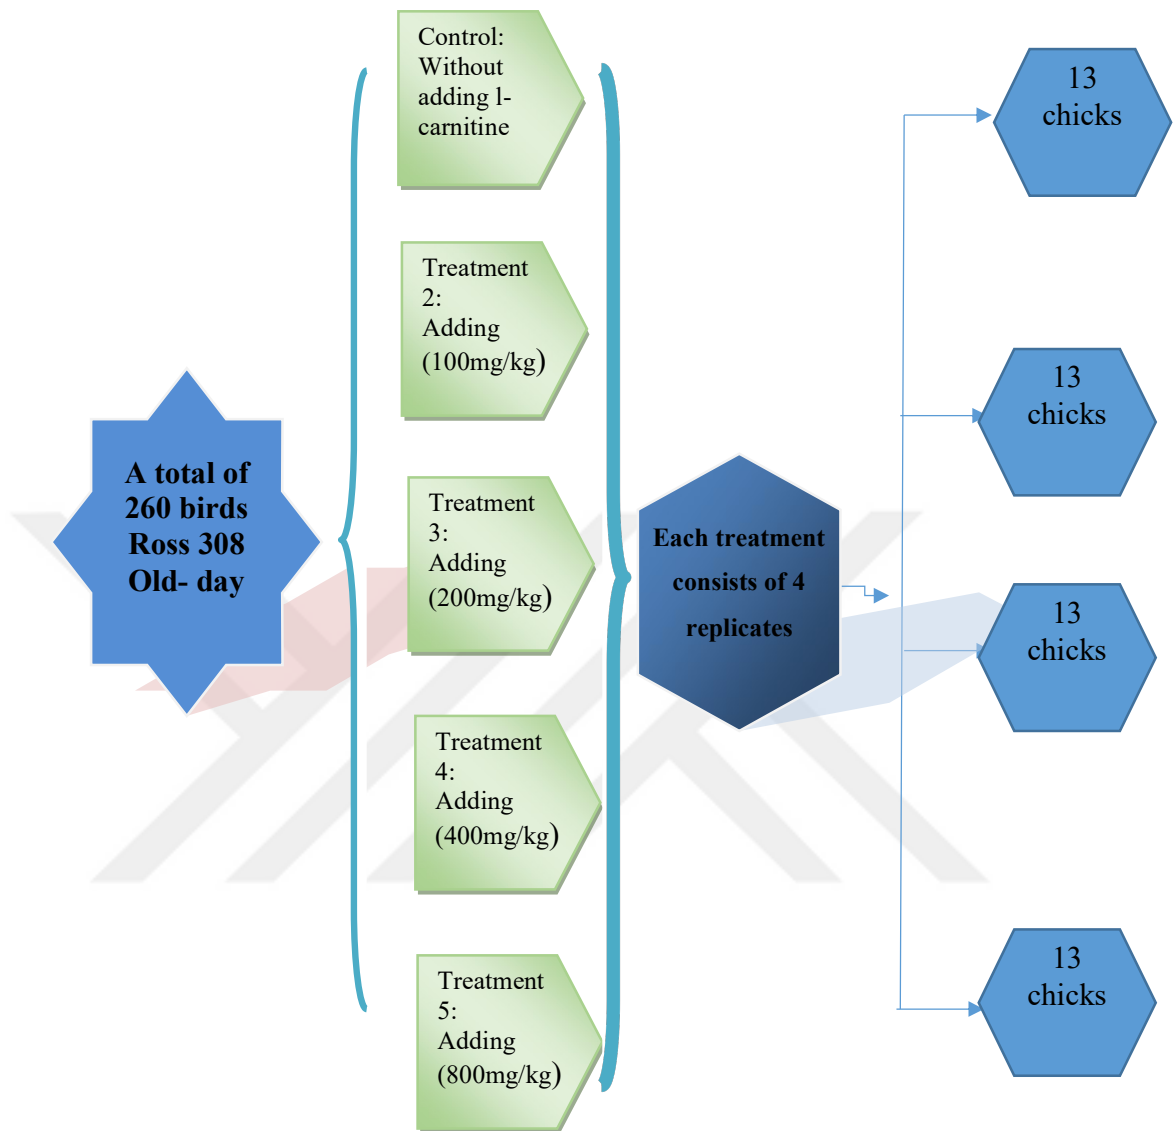 A total of
260 birds
Ross 308
Old- day
Control:
Without
adding l-
carnitine
Treatment
2:
Adding
(100mg/kg)
Treatment
3:
Adding
(200mg/kg)
Treatment
4:
Adding
(400mg/kg)
Treatment
5:
Adding
(800mg/kg)
Each treatment
consists of 4
replicates
13
chicks
13
chicks
13
chicks
13
chicks